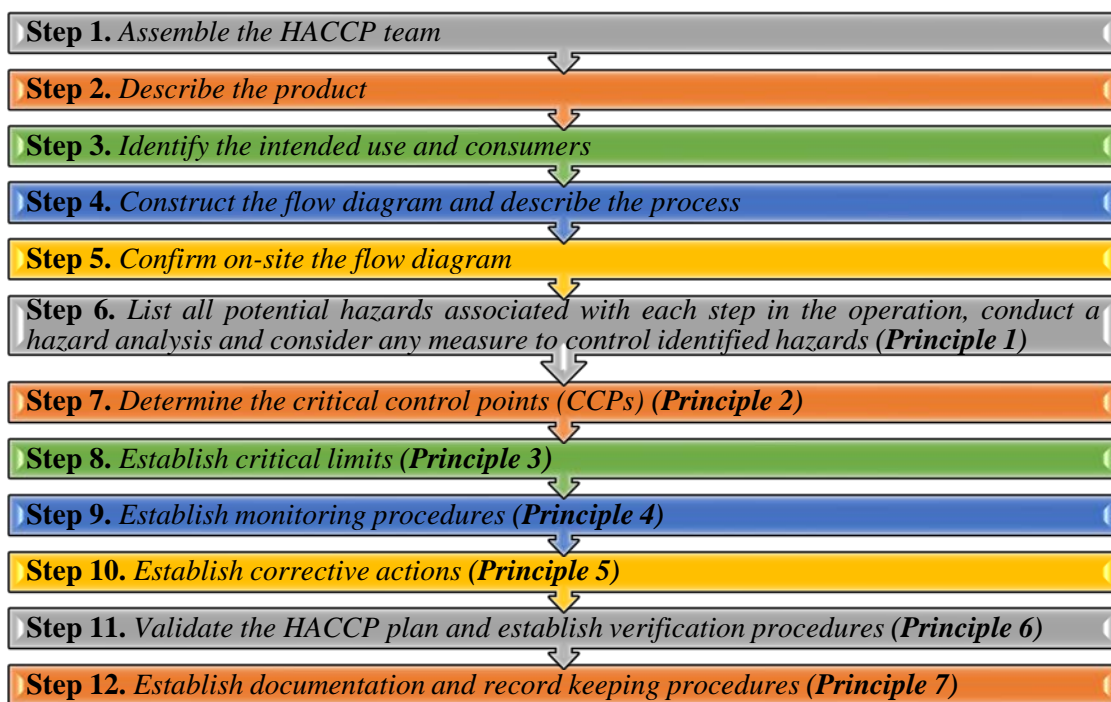 Step 1. Assemble the HACCP team
Step 2. Describe the product
Step 3. Identify the intended use and consumers
Step 4. Construct the flow diagram and describe the process
Step 5. Confirm on-site the flow diagram
Step 6. List all potential hazards associated with each step in the operation, conduct a
hazard analysis and consider any measure to control identified hazards (Principle 1)
Step 7. Determine the critical control points (CCPs) (Principle 2)
Step 8. Establish critical limits (Principle 3)
Step 9. Establish monitoring procedures (Principle 4)
Step 10. Establish corrective actions (Principle 5)
Step 11. Validate the HACCP plan and establish verification procedures (Principle 6)
Step 12. Establish documentation and record keeping procedures (Principle 7)